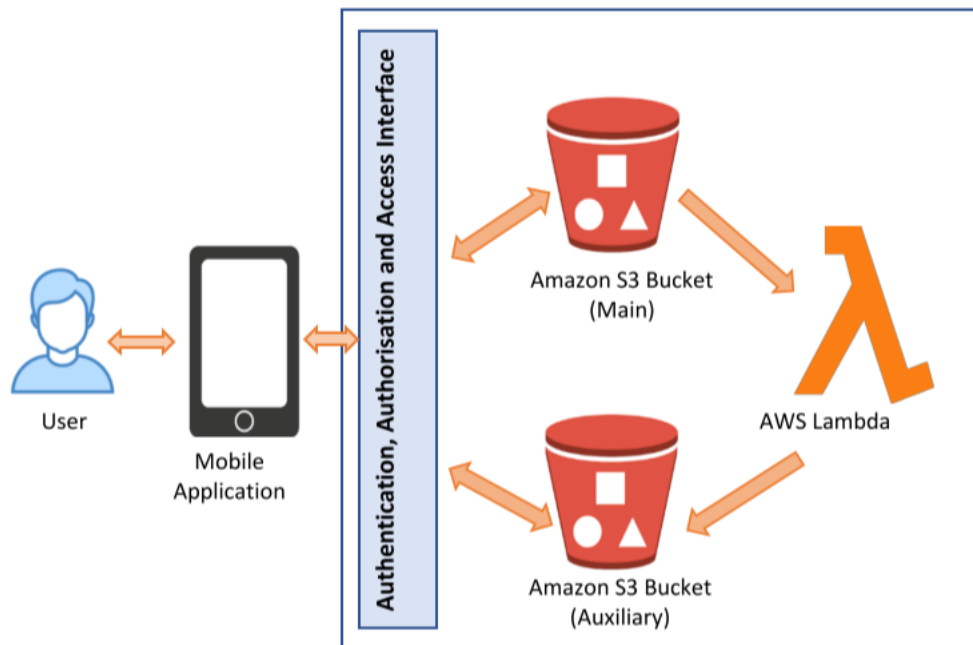 User
Mobile
Application
Authentication, Authorisation and Access Interface
Amazon S3 Bucket
(Main)
AWS Lambda
Amazon S3 Bucket
(Auxiliary)